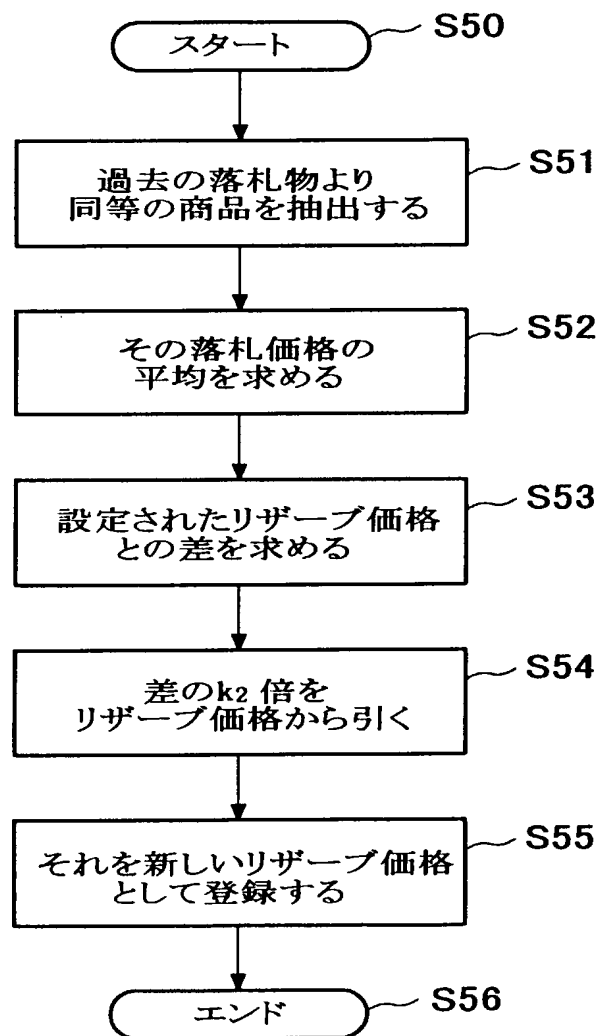 スタート
S50
過去の落札物より
同等の商品を抽出する
S51
その落札価格の
平均を求める
S52
設定されたリザーブ価格
との差を求める
S53
差のk₂倍を
リザーブ価格から引く
S54
それを新しいリザーブ価格
として登録する
S55
エンド
S56